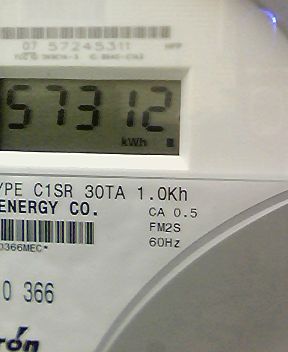 07 57245311
57312
kWh
YPE C1SR 30TA 1.0Kh
ENERGY CO.
CA 0.5
FM2S
60Hz
0366MEC*
0 366
rón